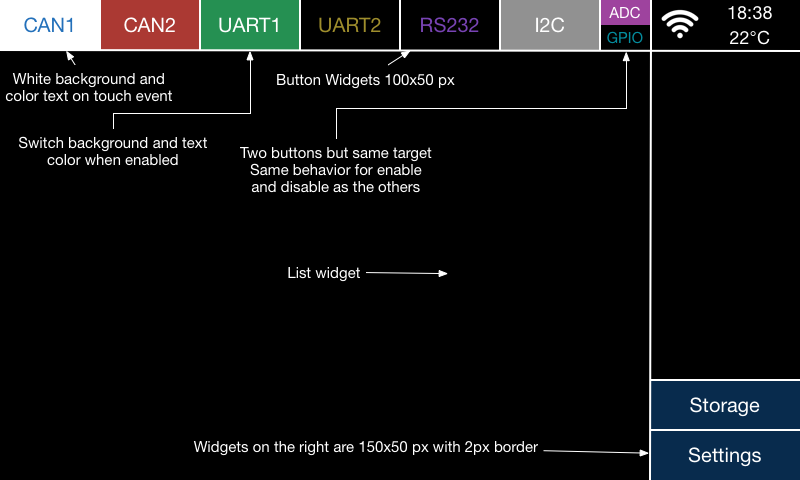 CAN1
CAN2
UART1
UART2
RS232
I2C
ADC
GPIO
18:38
22°C
White background and
color text on touch event
Button Widgets 100x50 px
Switch background and text
color when enabled
Two buttons but same target
Same behavior for enable
and disable as the others
List widget
Storage
Widgets on the right are 150x50 px with 2px border
Settings